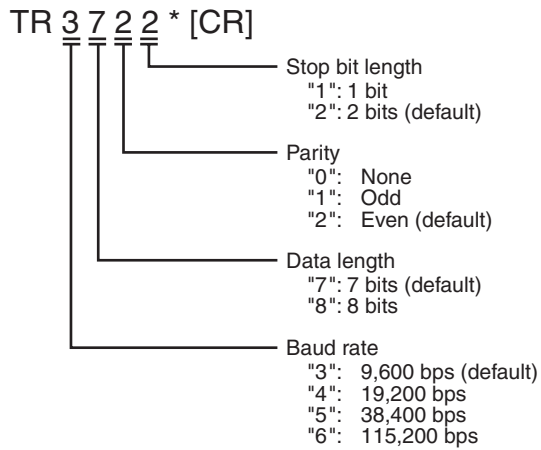 TR 3 7 2 2 * [CR]
Stop bit length
"1": 1 bit
"2": 2 bits (default)
Parity
"0": None
"1": Odd
"2": Even (default)
Data length
"7": 7 bits (default)
"8": 8 bits
Baud rate
"3": 9,600 bps (default)
"4": 19,200 bps
"5": 38,400 bps
"6": 115,200 bps